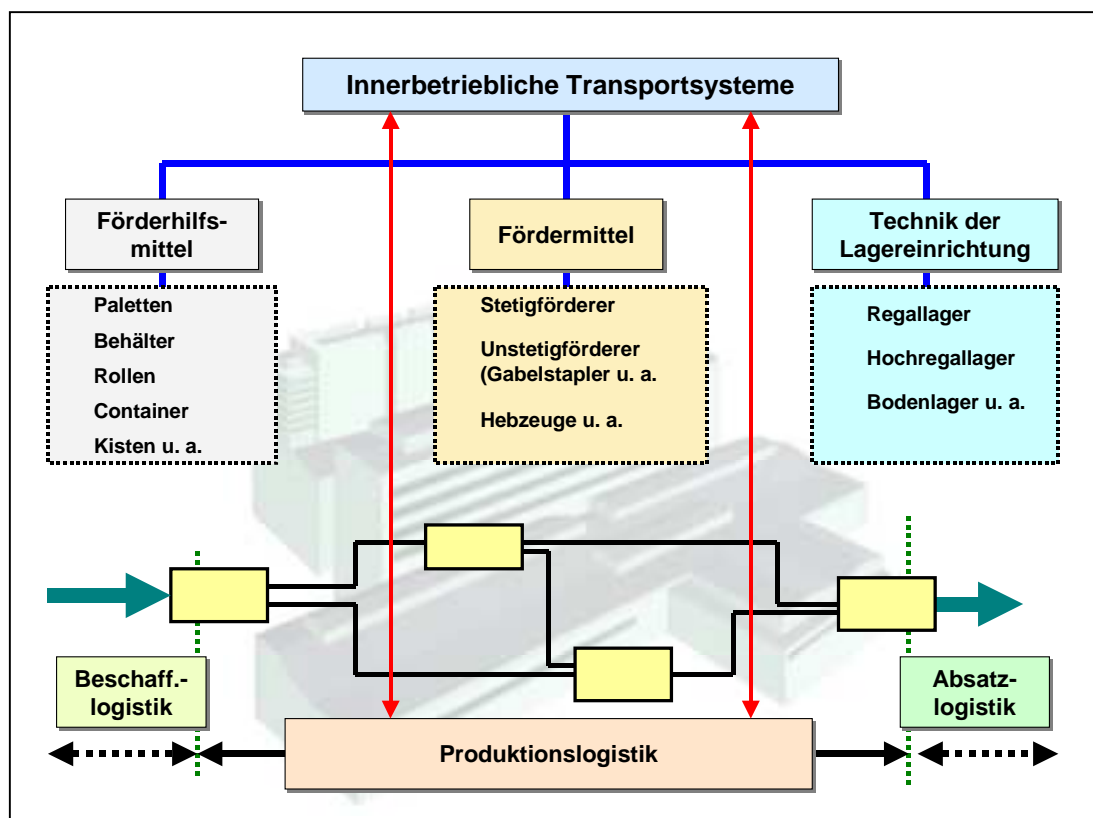 Innerbetriebliche Transportsysteme
Förderhilfs-
mittel
Fördermittel
Technik der
Lagereinrichtung
Paletten
Behälter
Rollen
Container
Kisten u. a.
Stetigförderer
Unstetigförderer
(Gabelstapler u. a.
Hebzeuge u. a.
Regallager
Hochregallager
Bodenlager u. a.
Beschaff.-
logistik
Absatz-
logistik
Produktionslogistik